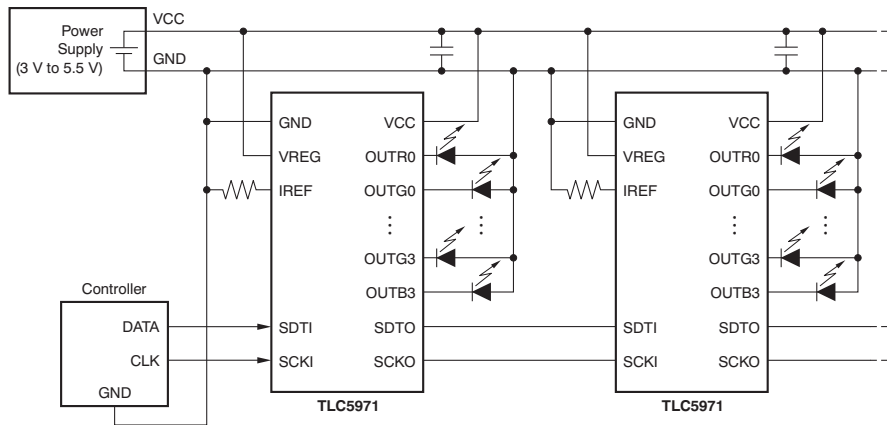 VCC
Power
Supply
(3 V to 5.5 V)
GND
GND
VCC
VREG
OUTR0
IREF
OUTG0
OUTG3
OUTB3
SDTI
SDTO
SCKI
SCKO
TLC5971
GND
VCC
VREG
OUTR0
IREF
OUTG0
OUTG3
OUTB3
SDTI
SDTO
SCKI
SCKO
TLC5971
Controller
DATA
CLK
GND